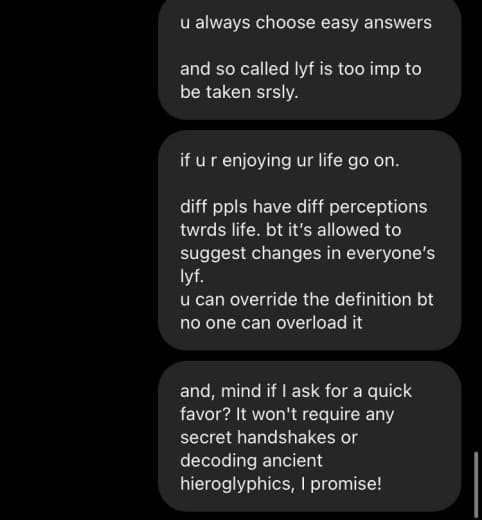 u always choose easy answers
and so called lyf is too imp to
be taken srsly.
if u r enjoying ur life go on.
diff ppls have diff perceptions
twrds life. bt it’s allowed to
suggest changes in everyone’s
lyf.
u can override the definition bt
no one can overload it
and, mind if I ask for a quick
favor? It won't require any
secret handshakes or
decoding ancient
hieroglyphics, I promise!